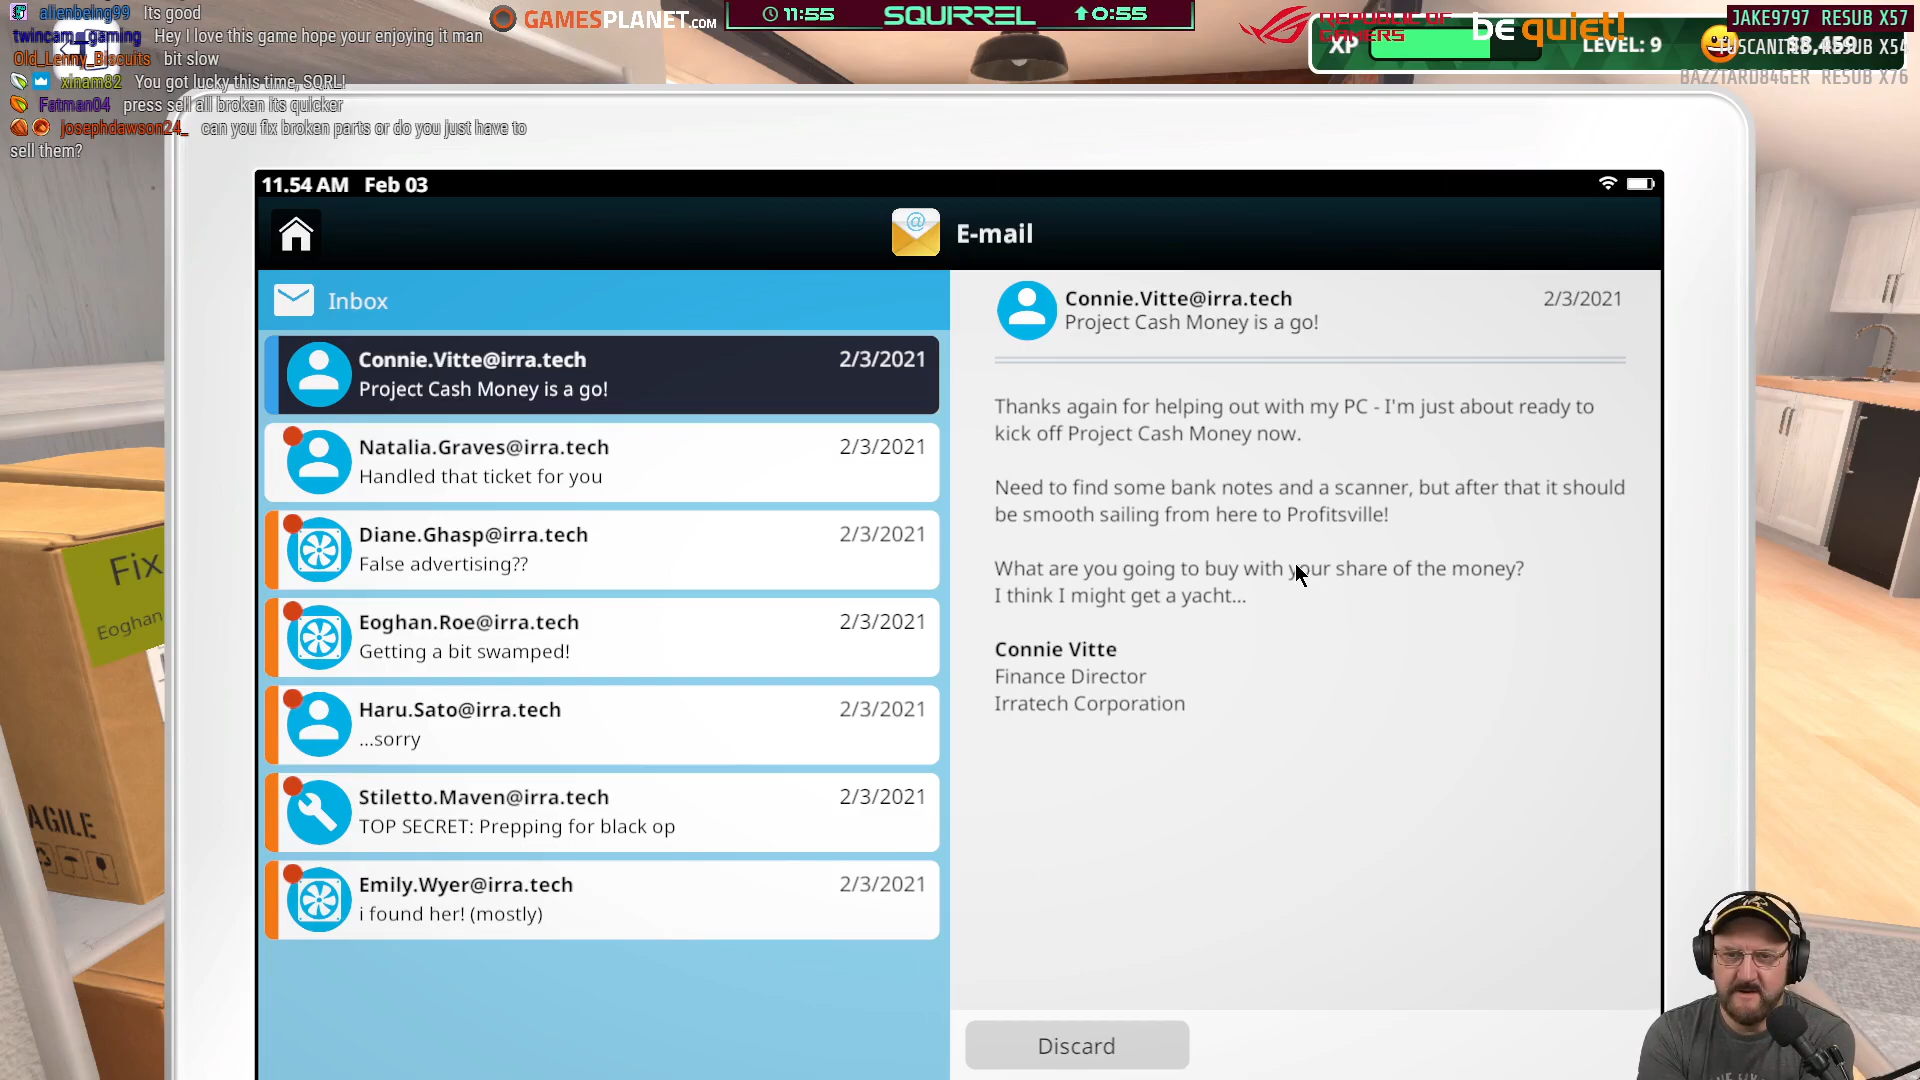 alienbeing99 Its good
twincam_gaming Hey I love this game hope your enjoying it man
Old_Lenny_Biscuits bit slow
xinam82 You got lucky this time, SQRL!
Fatman04 press sell all broken its quicker
josephdawson24_ can you fix broken parts or do you just have to
sell them?
GAMESPLANET.COM
11:55 SQUIRREL 0:55
REPUBLIC OF
GAMERS
be quiet!
XP
LEVEL: 9
$8,459
JAKE9797 RESUB X57
TUSCANIT RESUB X54
BAZZTARD84GER RESUB X76
11.54 AM Feb 03
E-mail
Inbox
Connie.Vitte@irra.tech 2/3/2021
Project Cash Money is a go!
Natalia.Graves@irra.tech 2/3/2021
Handled that ticket for you
Diane.Ghasp@irra.tech 2/3/2021
False advertising??
Eoghan.Roe@irra.tech 2/3/2021
Getting a bit swamped!
Haru.Sato@irra.tech 2/3/2021
...sorry
Stiletto.Maven@irra.tech 2/3/2021
TOP SECRET: Prepping for black op
Emily.Wyer@irra.tech 2/3/2021
i found her! (mostly)
Connie.Vitte@irra.tech 2/3/2021
Project Cash Money is a go!
Thanks again for helping out with my PC - I'm just about ready to
kick off Project Cash Money now.
Need to find some bank notes and a scanner, but after that it should
be smooth sailing from here to Profitsville!
What are you going to buy with your share of the money?
I think I might get a yacht...
Connie Vitte
Finance Director
Irratech Corporation
Discard
Fix
Eoghan
AGILE